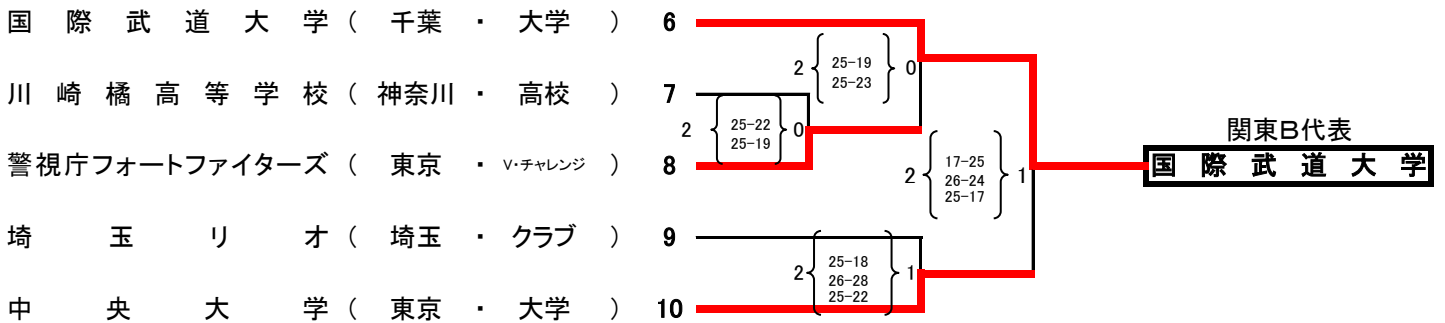 国際武道大学 ( 千葉 ・ 大学 ) 6
2 25-19 0
25-23
川崎橘高等学校 ( 神奈川 ・ 高校 ) 7
2 25-22 0
25-19
関東B代表
警視庁フォートファイターズ ( 東京 ・ V・チャレンジ ) 8
国際武道大学
2 17-25 1
26-24
25-17
埼玉リオ ( 埼玉 ・ クラブ ) 9
2 25-18 1
26-28
25-22
中央大学 ( 東京 ・ 大学 ) 10